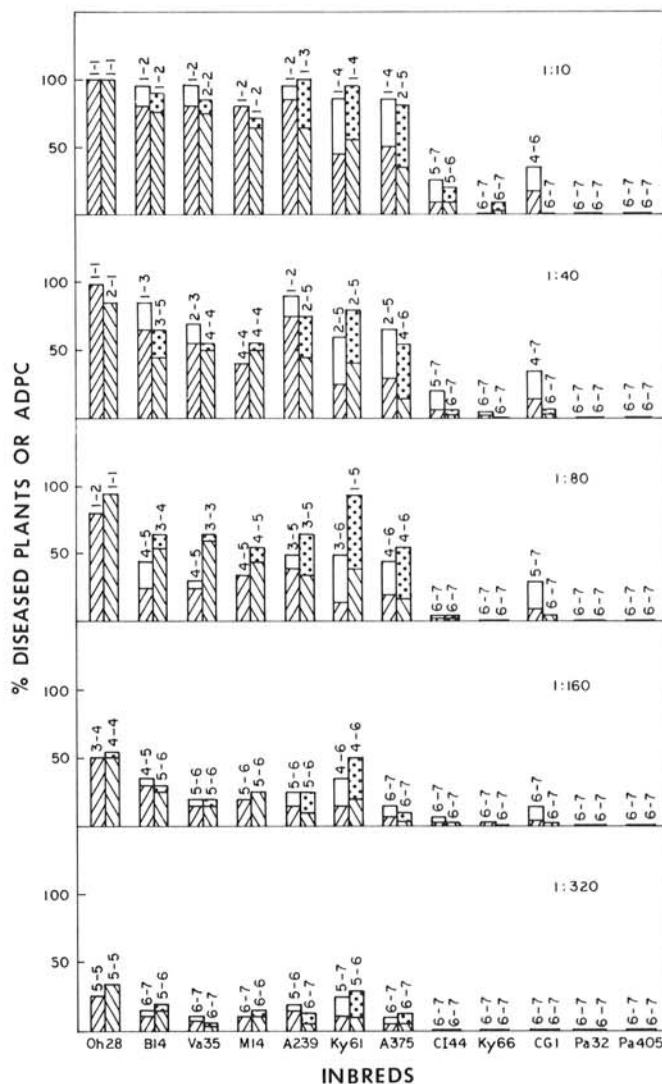 % DISEASED PLANTS OR ADPC
1:10
1-1 1-1 1-2 1-2 1-2 2-2 1-2 1-2 1-2 1-3 1-4 1-4 1-4 2-5 5-7 5-6 6-7 6-7 4-6 6-7 6-7 6-7 6-7 6-7
100
50
1:40
1-1 2-1 1-3 3-5 2-3 4-4 4-4 4-4 1-2 2-5 2-5 2-5 2-5 4-6 5-7 6-7 6-7 6-7 4-7 6-7 6-7 6-7 6-7 6-7
100
50
1:80
1-2 1-1 4-5 3-4 4-5 3-3 4-5 4-5 3-5 3-5 3-6 1-5 4-6 4-6 6-7 6-7 6-7 6-7 5-7 6-7 6-7 6-7 6-7 6-7
100
50
1:160
3-4 4-4 4-5 5-6 5-6 5-6 5-6 5-6 5-6 5-6 4-6 4-6 6-7 6-7 6-7 6-7 6-7 6-7 6-7 6-7 6-7 6-7 6-7 6-7
100
50
1:320
5-5 5-5 6-7 5-6 6-7 6-7 6-7 6-6 5-6 6-7 5-7 5-6 6-7 6-7 6-7 6-7 6-7 6-7 6-7 6-7 6-7 6-7 6-7 6-7
100
50
Oh28 B14 Va35 M14 A239 Ky61 A375 CI44 Ky66 CG1 Pa32 Pa405
INBREDS